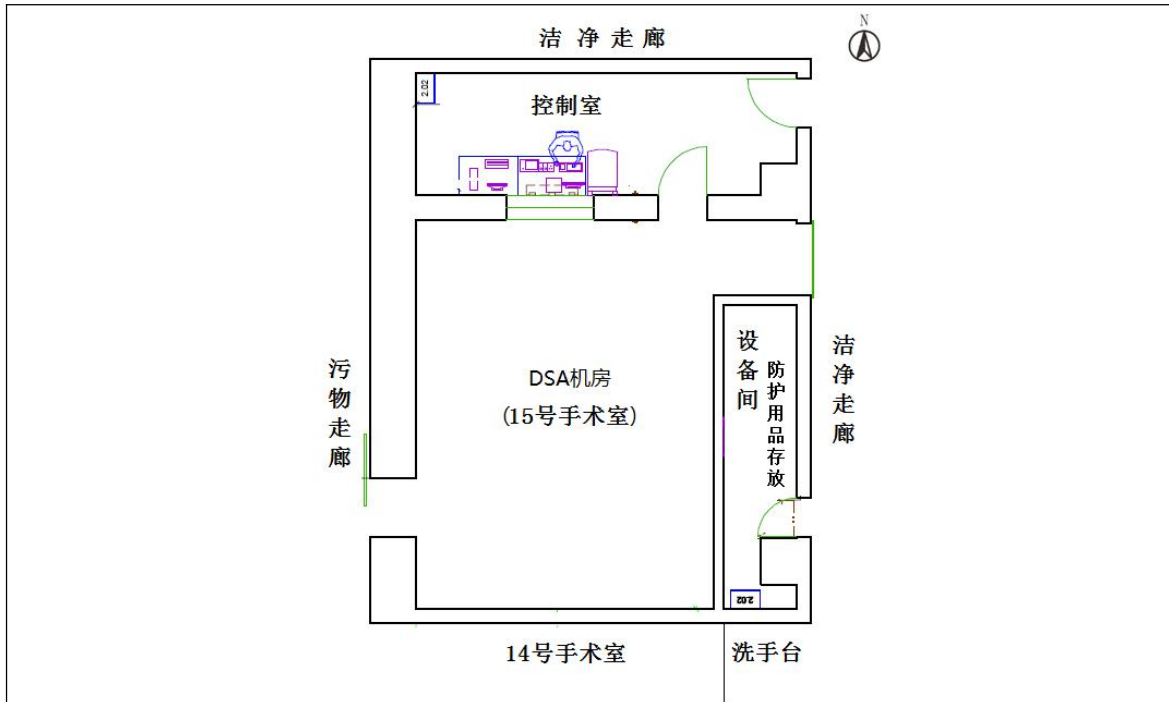 洁净走廊
N
2.02
控制室
设备间
防护用品存放
洁净走廊
污物走廊
DSA机房
(15号手术室)
2.02
14号手术室
洗手台